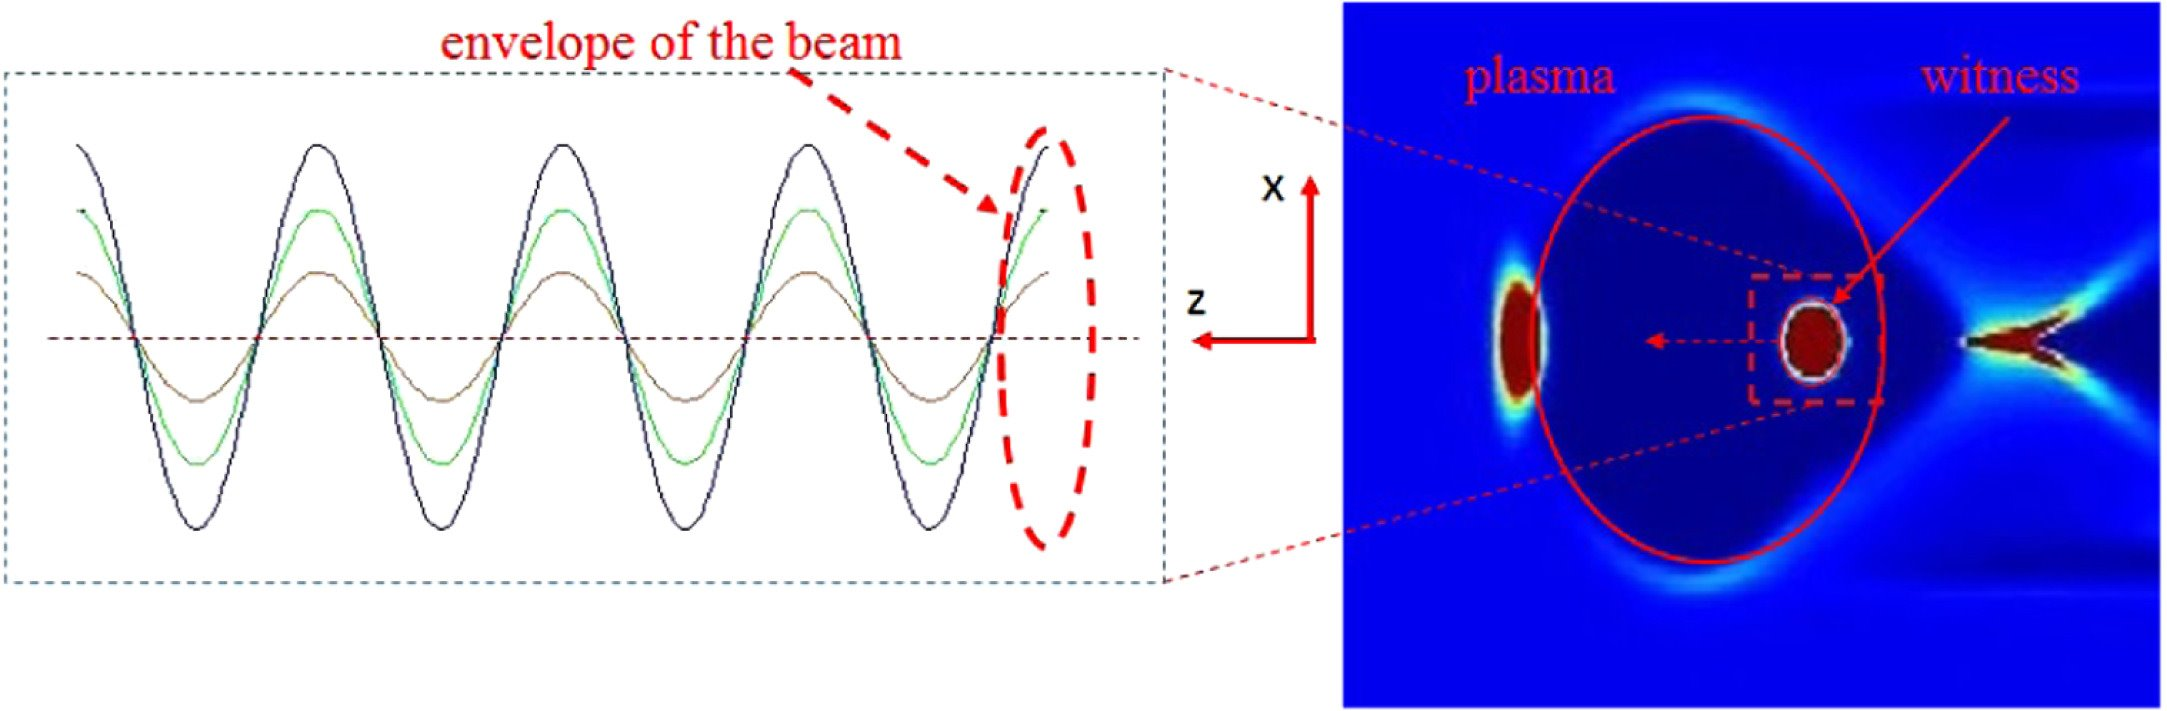 envelope of the beam
plasma
witness
X
Z